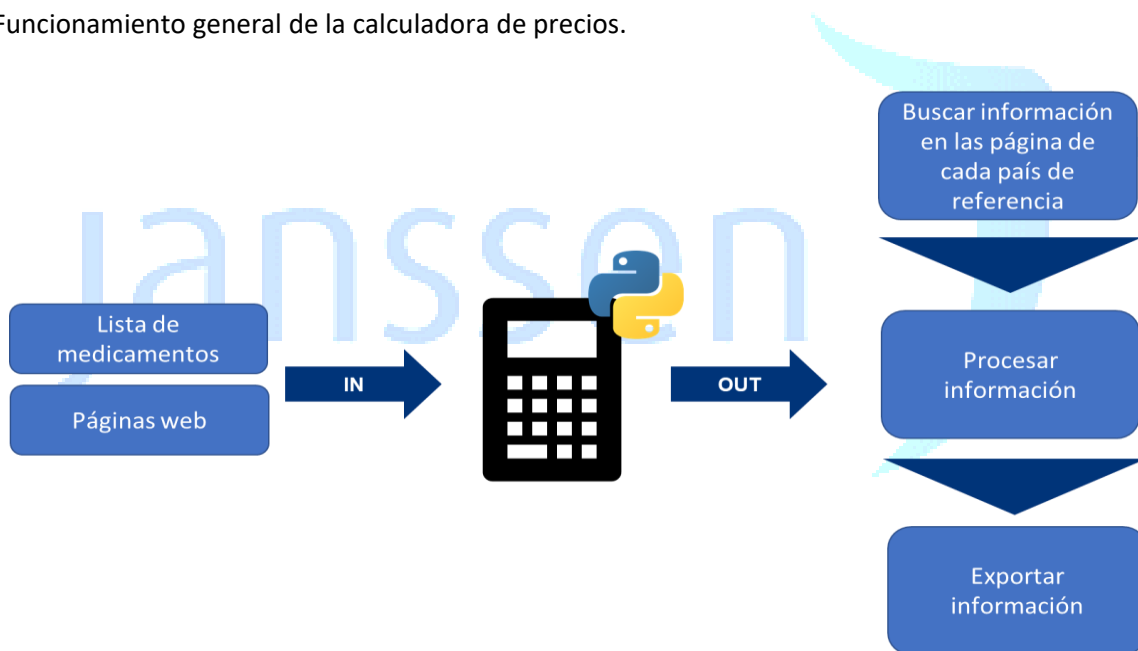 Funcionamiento general de la calculadora de precios.
janssen
Lista de
medicamentos
Páginas web
IN
OUT
Buscar información
en las página de
cada país de
referencia
Procesar
información
Exportar
información